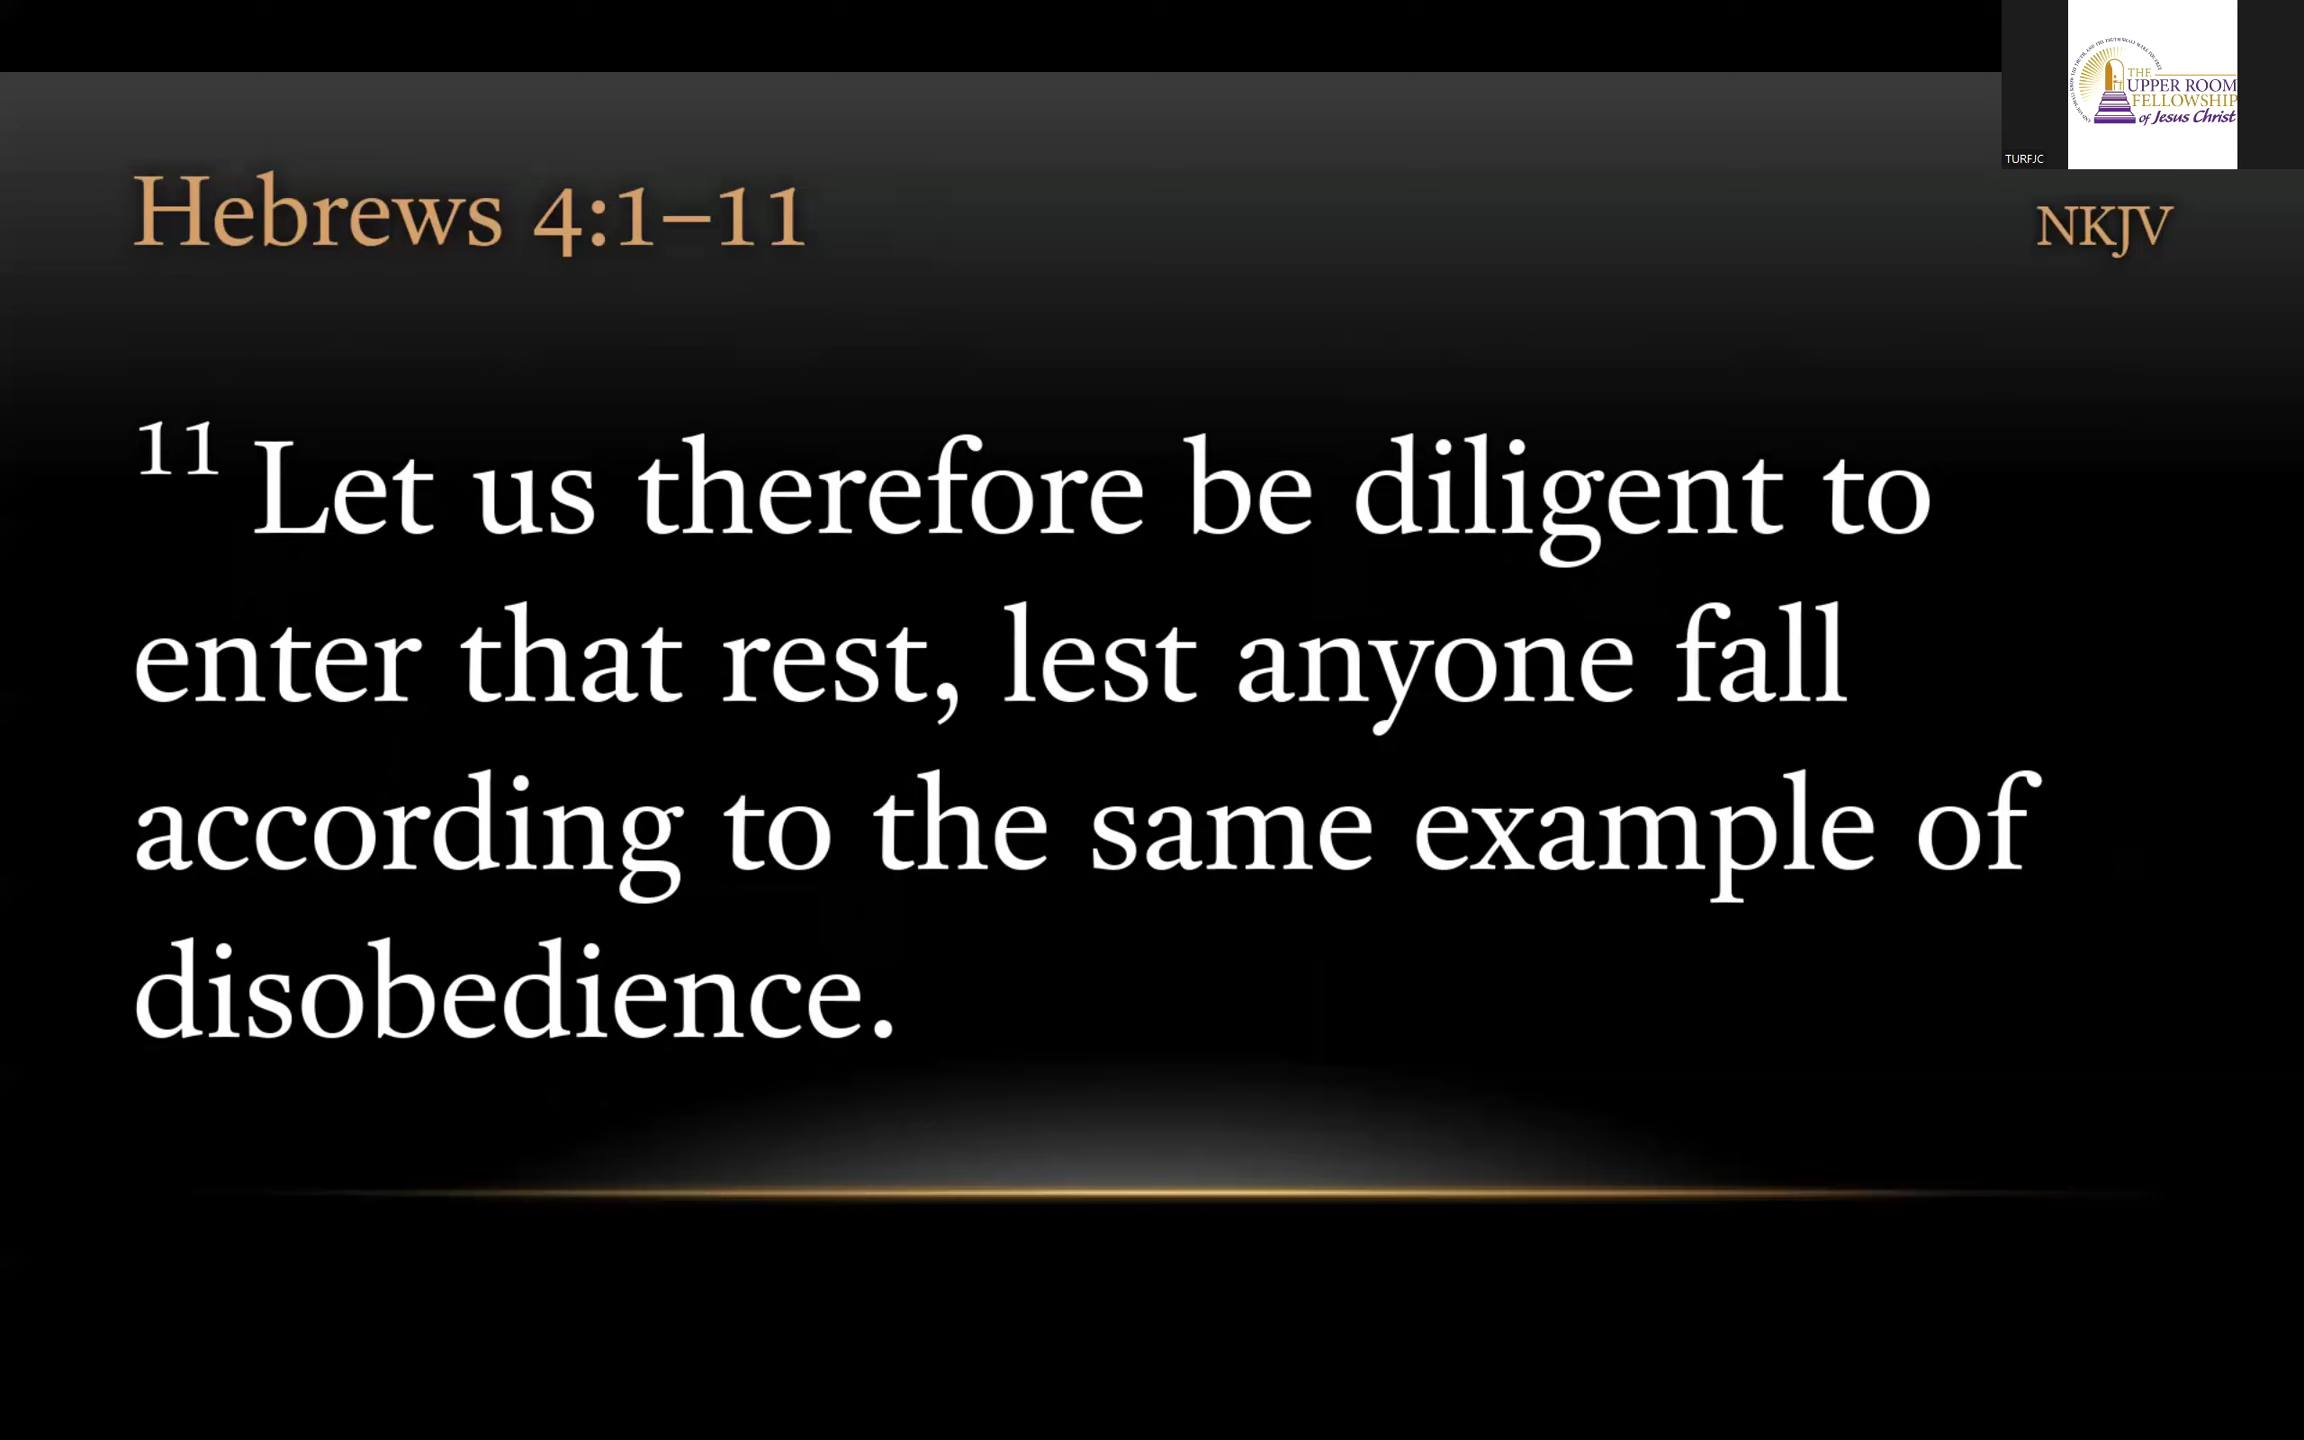 THE
UPPER ROOM
FELLOWSHIP
of Jesus Christ
TURFJC
Hebrews 4:1–11
NKJV
11 Let us therefore be diligent to
enter that rest, lest anyone fall
according to the same example of
disobedience.